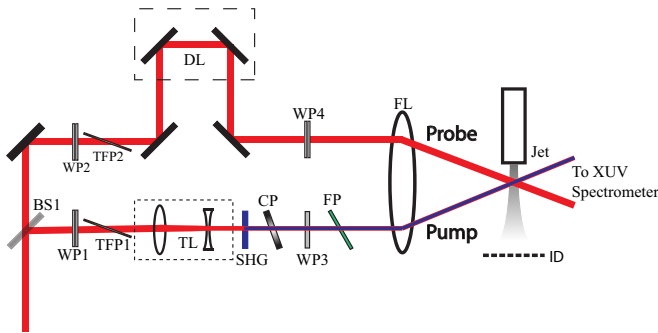 DL
WP4
FL
Probe
Jet
WP2
TFP2
To XUV
Spectrometer
BS1
CP
FP
WP1
TFP1
TL
SHG
WP3
Pump
ID